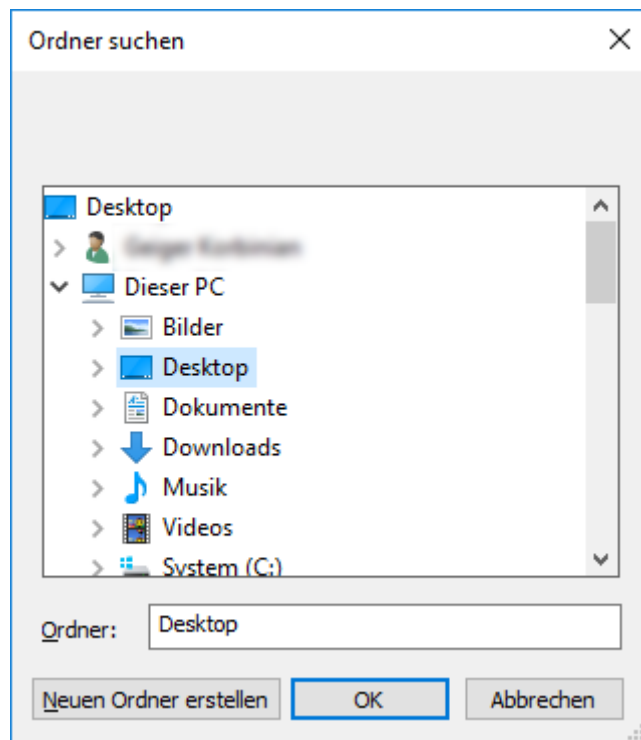 Ordner suchen
Desktop
Dieser PC
Bilder
Desktop
Dokumente
Downloads
Musik
Videos
System (C:)
Ordner: Desktop
Neuen Ordner erstellen OK Abbrechen